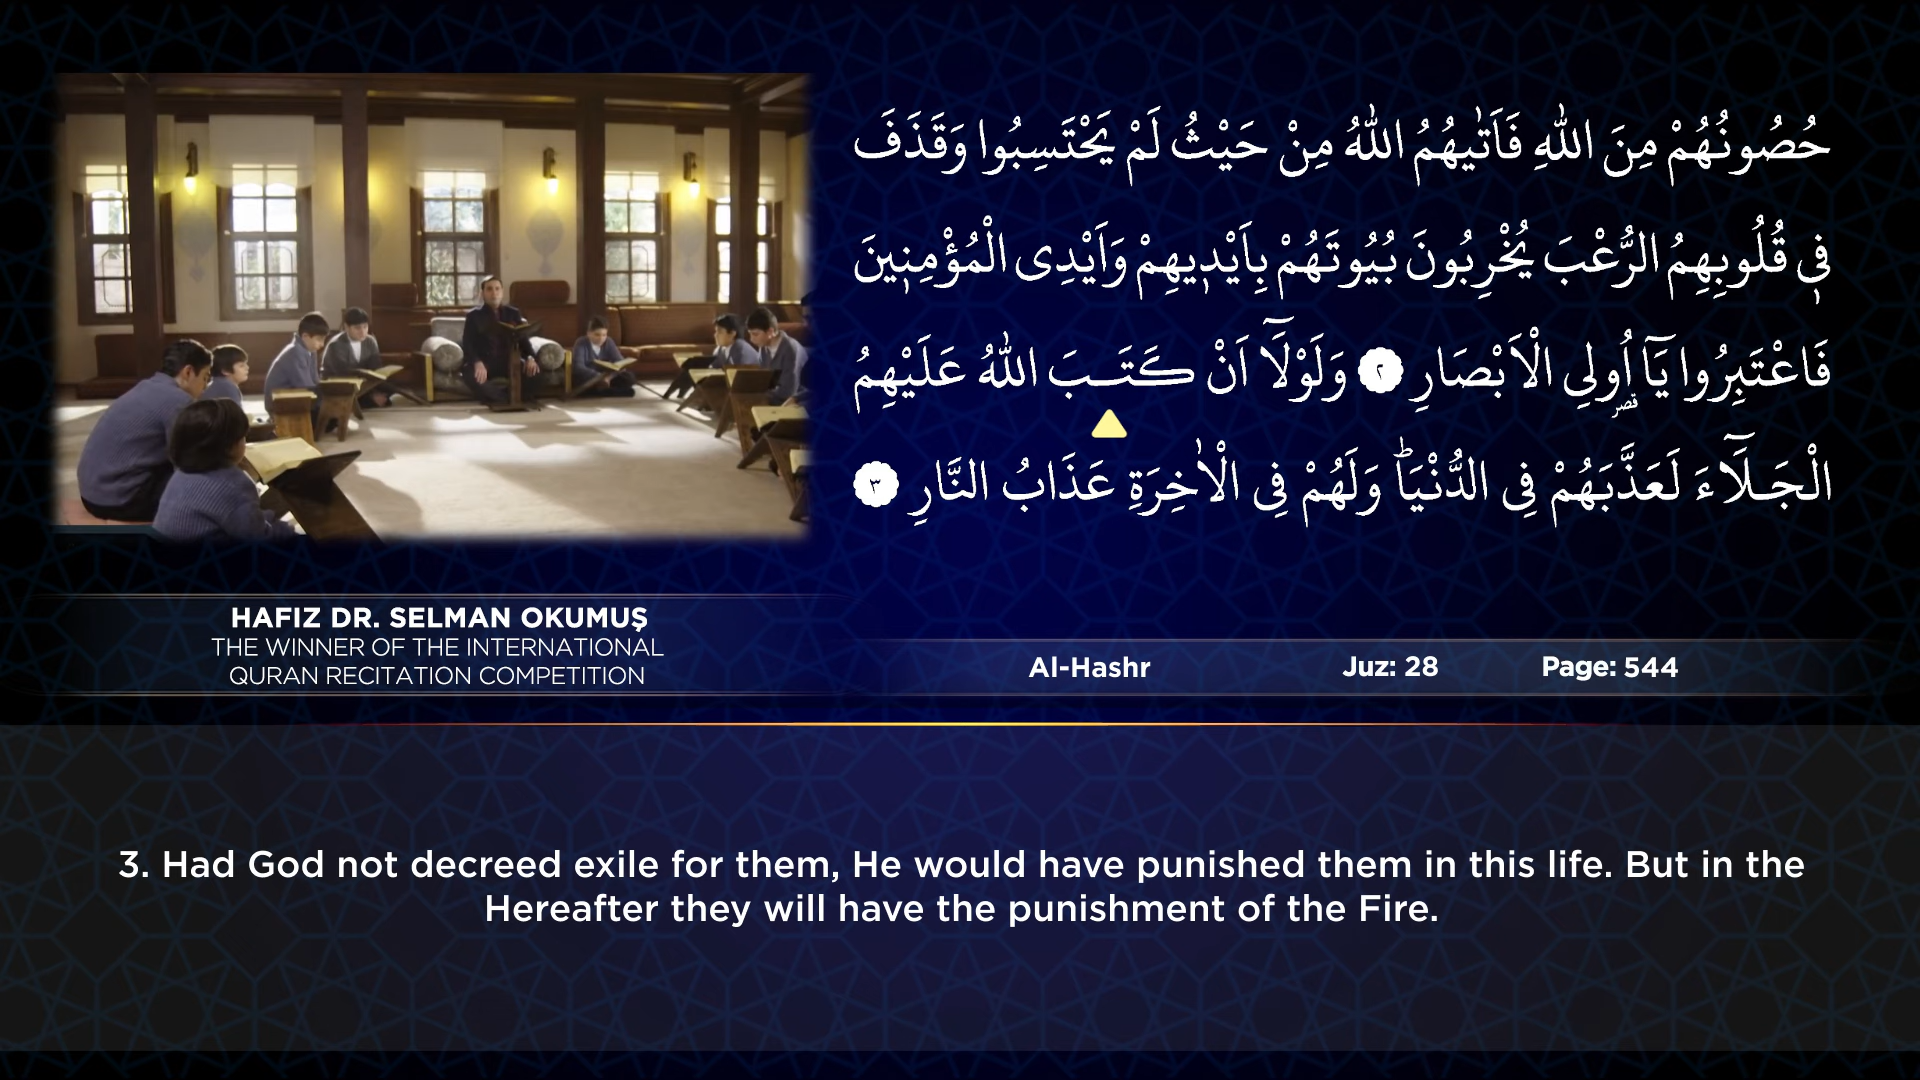 حُصُونُهُمْ مِنَ اللّٰهِ فَاَتٰيهُمُ اللّٰهُ مِنْ حَيْثُ لَمْ يَحْتَسِبُوا وَقَذَفَ
فٖى قُلُوبِهِمُ الرُّعْبَ يُخْرِبُونَ بُيُوتَهُمْ بِاَيْدٖيهِمْ وَاَيْدِى الْمُؤْمِنٖينَ
فَاعْتَبِرُوا يَٓا اُولِى الْاَبْصَارِ ٢ وَلَوْلَٓا اَنْ كَتَبَ اللّٰهُ عَلَيْهِمُ
قصر
الْجَلَٓاءَ لَعَذَّبَهُمْ فِى الدُّنْيَاؕ وَلَهُمْ فِى الْاٰخِرَةِ عَذَابُ النَّارِ ٣
HAFIZ DR. SELMAN OKUMUŞ
THE WINNER OF THE INTERNATIONAL
QURAN RECITATION COMPETITION
Al-Hashr Juz: 28 Page: 544
3. Had God not decreed exile for them, He would have punished them in this life. But in the
Hereafter they will have the punishment of the Fire.